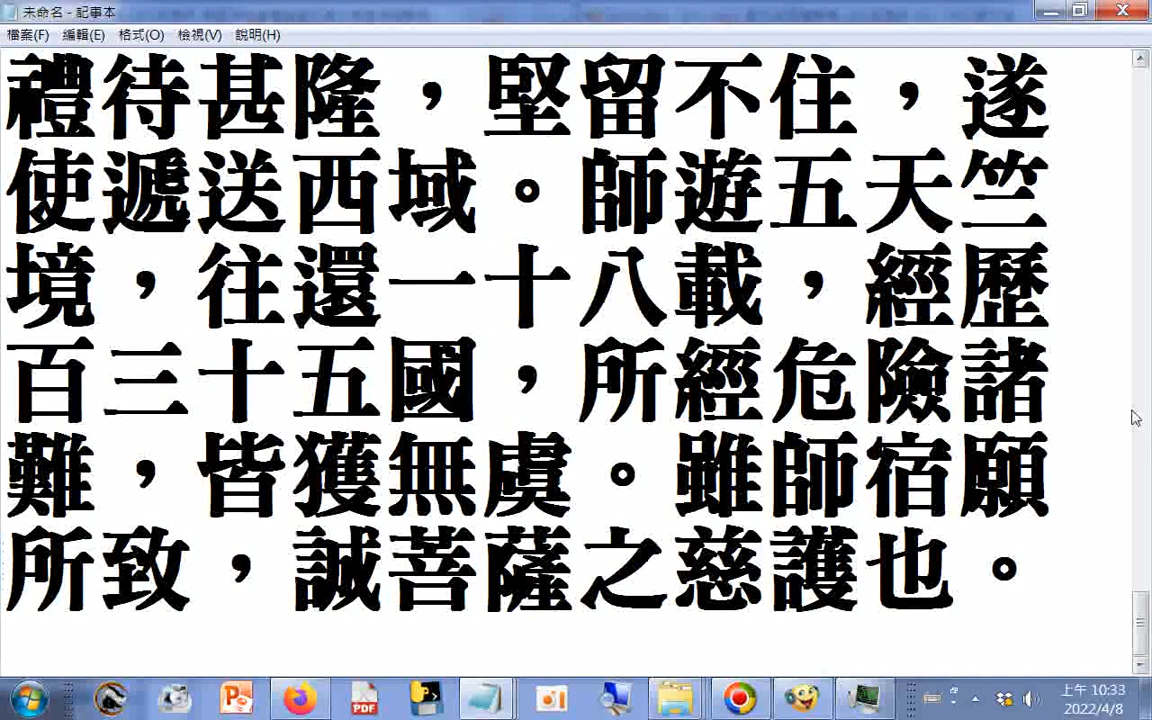 未命名 - 記事本
檔案(F) 編輯(E) 格式(O) 檢視(V) 說明(H)
禮待甚隆，堅留不住，遂
使遞送西域。師遊五天竺
境，往還一十八載，經歷
百三十五國，所經危險諸
難，皆獲無虞。雖師宿願
所致，誠菩薩之慈護也。
PDF
上午 10:33
2022/4/8